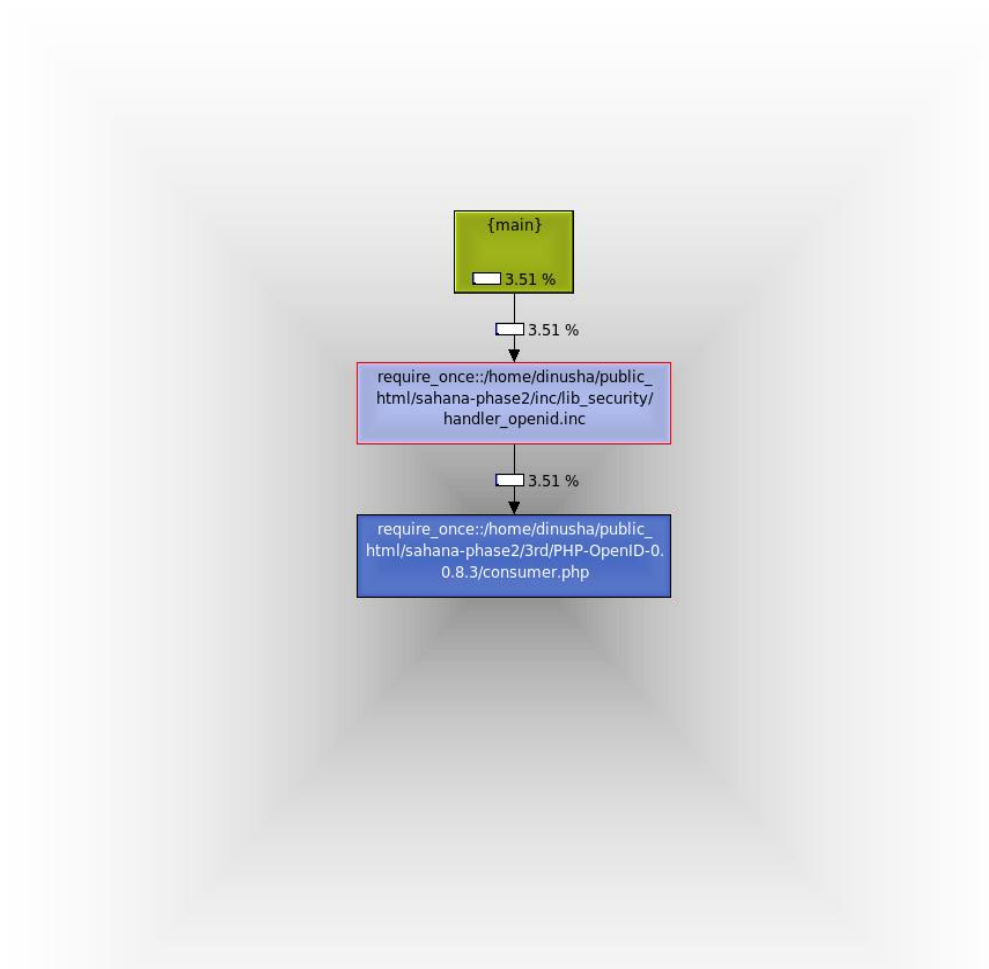 {main}
3.51 %
3.51 %
require_once::/home/dinusha/public_
html/sahana-phase2/inc/lib_security/
handler_openid.inc
3.51 %
require_once::/home/dinusha/public_
html/sahana-phase2/3rd/PHP-OpenID-0.
0.8.3/consumer.php